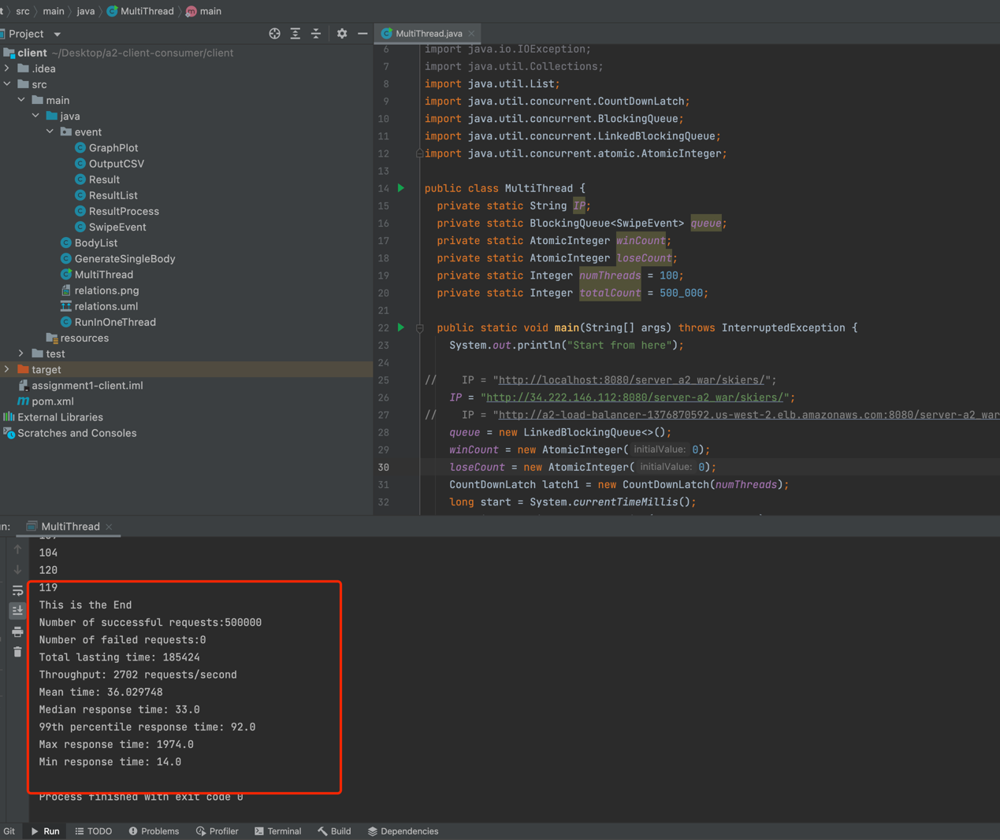 t src main java MultiThread main
Project
MultiThread.java
client ~/Desktop/a2-client-consumer/client
.idea
src
main
java
event
GraphPlot
OutputCSV
Result
ResultList
ResultProcess
SwipeEvent
BodyList
GenerateSingleBody
MultiThread
relations.png
relations.uml
RunInOneThread
resources
test
target
assignment1-client.iml
pom.xml
External Libraries
Scratches and Consoles
6 import java.io.IOException;
7 import java.util.Collections;
8 import java.util.List;
9 import java.util.concurrent.CountDownLatch;
10 import java.util.concurrent.BlockingQueue;
11 import java.util.concurrent.LinkedBlockingQueue;
12 import java.util.concurrent.atomic.AtomicInteger;
13
14 public class MultiThread {
15 private static String IP;
16 private static BlockingQueue<SwipeEvent> queue;
17 private static AtomicInteger winCount;
18 private static AtomicInteger loseCount;
19 private static Integer numThreads = 100;
20 private static Integer totalCount = 500_000;
21
22 public static void main(String[] args) throws InterruptedException {
23 System.out.println("Start from here");
24
25 // IP = "http://localhost:8080/server_a2_war/skiers/";
26 IP = "http://34.222.146.112:8080/server-a2_war/skiers/";
27 // IP = "http://a2-load-balancer-1376870592.us-west-2.elb.amazonaws.com:8080/server-a2_war
28 queue = new LinkedBlockingQueue<>();
29 winCount = new AtomicInteger( initialValue: 0);
30 loseCount = new AtomicInteger( initialValue: 0);
31 CountDownLatch latch1 = new CountDownLatch(numThreads);
32 long start = System.currentTimeMillis();
n: MultiThread
104
120
119
This is the End
Number of successful requests:500000
Number of failed requests:0
Total lasting time: 185424
Throughput: 2702 requests/second
Mean time: 36.029748
Median response time: 33.0
99th percentile response time: 92.0
Max response time: 1974.0
Min response time: 14.0
Process finished with exit code 0
Git Run TODO Problems Profiler Terminal Build Dependencies